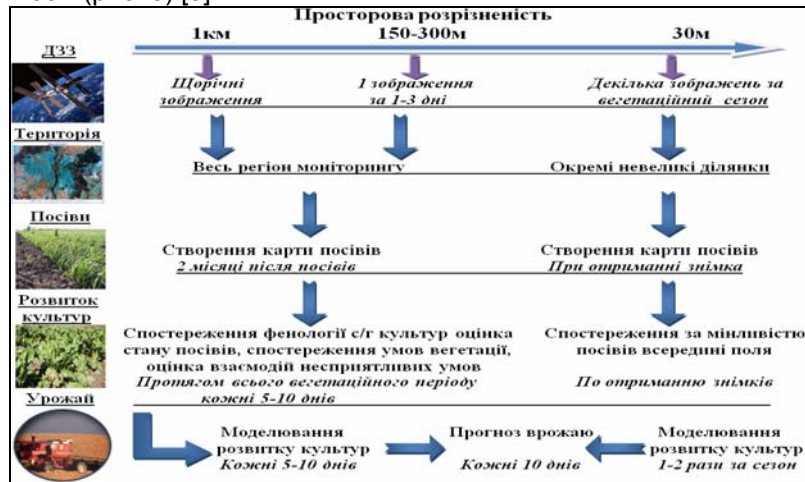 Просторова розрізненість
ДЗЗ
1км 150-300м 30м
Щорічні зображення
1 зображення за 1-3 дні
Декілька зображень за вегетаційний сезон
Територія
Весь регіон моніторингу
Окремі невеликі ділянки
Посіви
Створення карти посівів
2 місяці після посівів
Створення карти посівів
При отриманні знімка
Розвиток культур
Спостереження фенології с/г культур оцінка
стану посівів, спостереження умов вегетації,
оцінка взаємодій несприятливих умов
Протягом всього вегетаційного періоду
кожні 5-10 днів
Спостереження за мінливістю
посівів всередині поля
По отриманню знімків
Урожай
Моделювання
розвитку культур
Кожні 5-10 днів
Прогноз врожаю
Кожні 10 днів
Моделювання
розвитку культур
1-2 рази за сезон